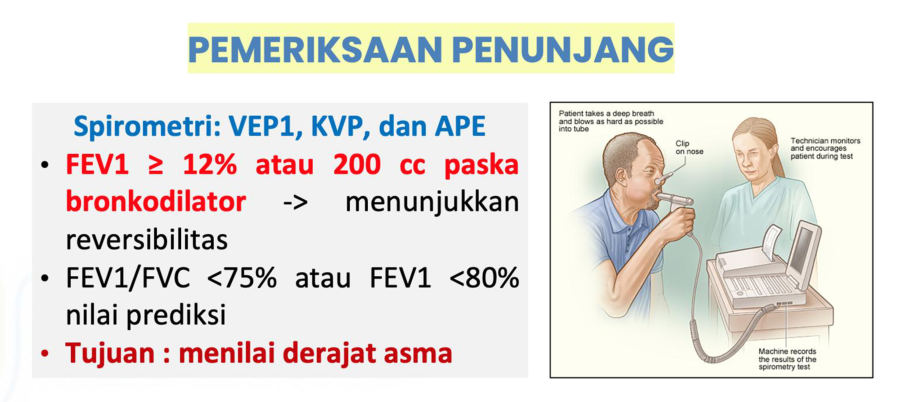 PEMERIKSAAN PENUNJANG
Spirometri: VEP1, KVP, dan APE
• FEV1 ≥ 12% atau 200 cc paska
bronkodilator -> menunjukkan
reversibilitas
• FEV1/FVC <75% atau FEV1 <80%
nilai prediksi
• Tujuan : menilai derajat asma
Patient takes a deep breath
and blows as hard as possible
into tube
Clip
on nose
Technician monitors
and encourages
patient during test
Machine records
the results of the
spirometry test